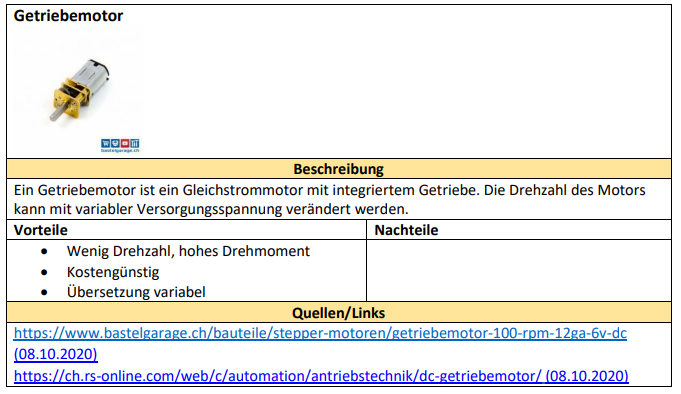 Getriebemotor
bastelgarage.ch
Beschreibung
Ein Getriebemotor ist ein Gleichstrommotor mit integriertem Getriebe. Die Drehzahl des Motors
kann mit variabler Versorgungsspannung verändert werden.
Vorteile
Nachteile
• Wenig Drehzahl, hohes Drehmoment
• Kostengünstig
• Übersetzung variabel
Quellen/Links
https://www.bastelgarage.ch/bauteile/stepper-motoren/getriebemotor-100-rpm-12ga-6v-dc
(08.10.2020)
https://ch.rs-online.com/web/c/automation/antriebstechnik/dc-getriebemotor/ (08.10.2020)